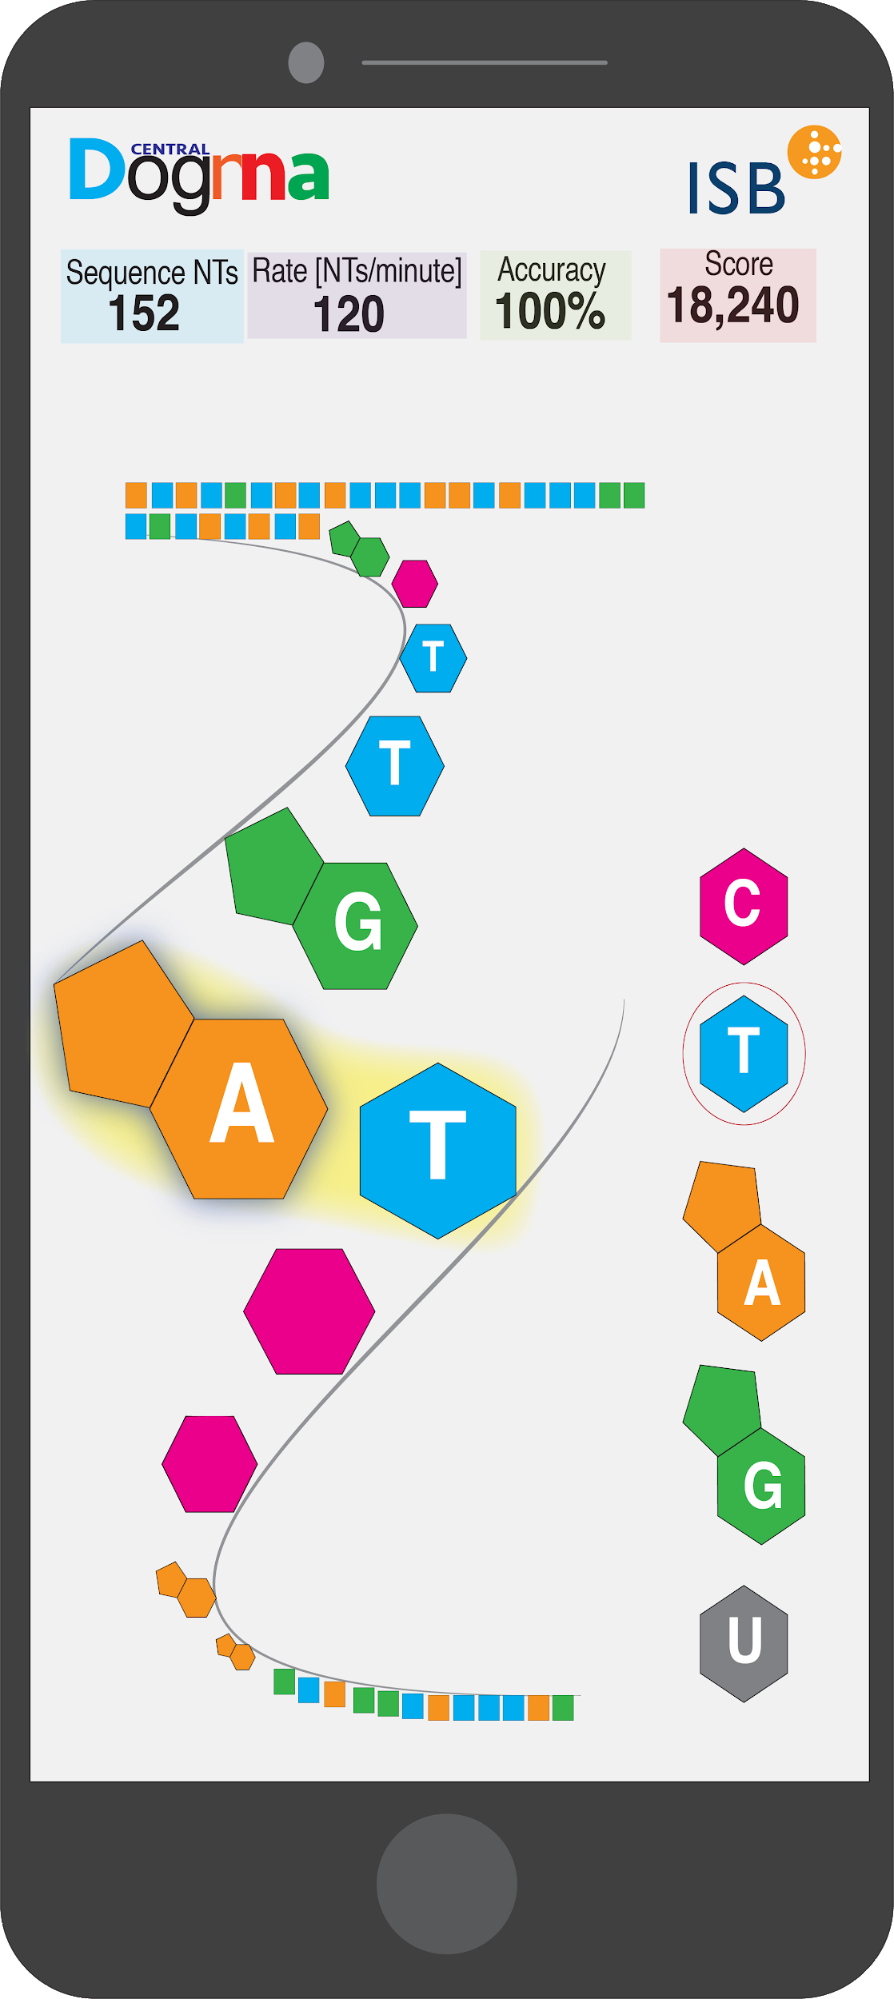 CENTRAL
Dogma
ISB
Sequence NTs
152
Rate [NTs/minute]
120
Accuracy
100%
Score
18,240
T
T
G
A
T
C
T
A
G
U